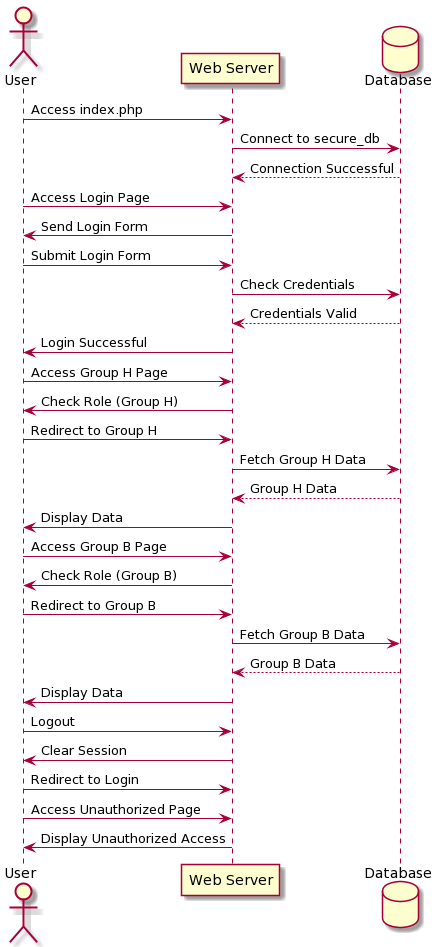 User
Web Server
Database
Access index.php
Connect to secure_db
Connection Successful
Access Login Page
Send Login Form
Submit Login Form
Check Credentials
Credentials Valid
Login Successful
Access Group H Page
Check Role (Group H)
Redirect to Group H
Fetch Group H Data
Group H Data
Display Data
Access Group B Page
Check Role (Group B)
Redirect to Group B
Fetch Group B Data
Group B Data
Display Data
Logout
Clear Session
Redirect to Login
Access Unauthorized Page
Display Unauthorized Access
User
Web Server
Database